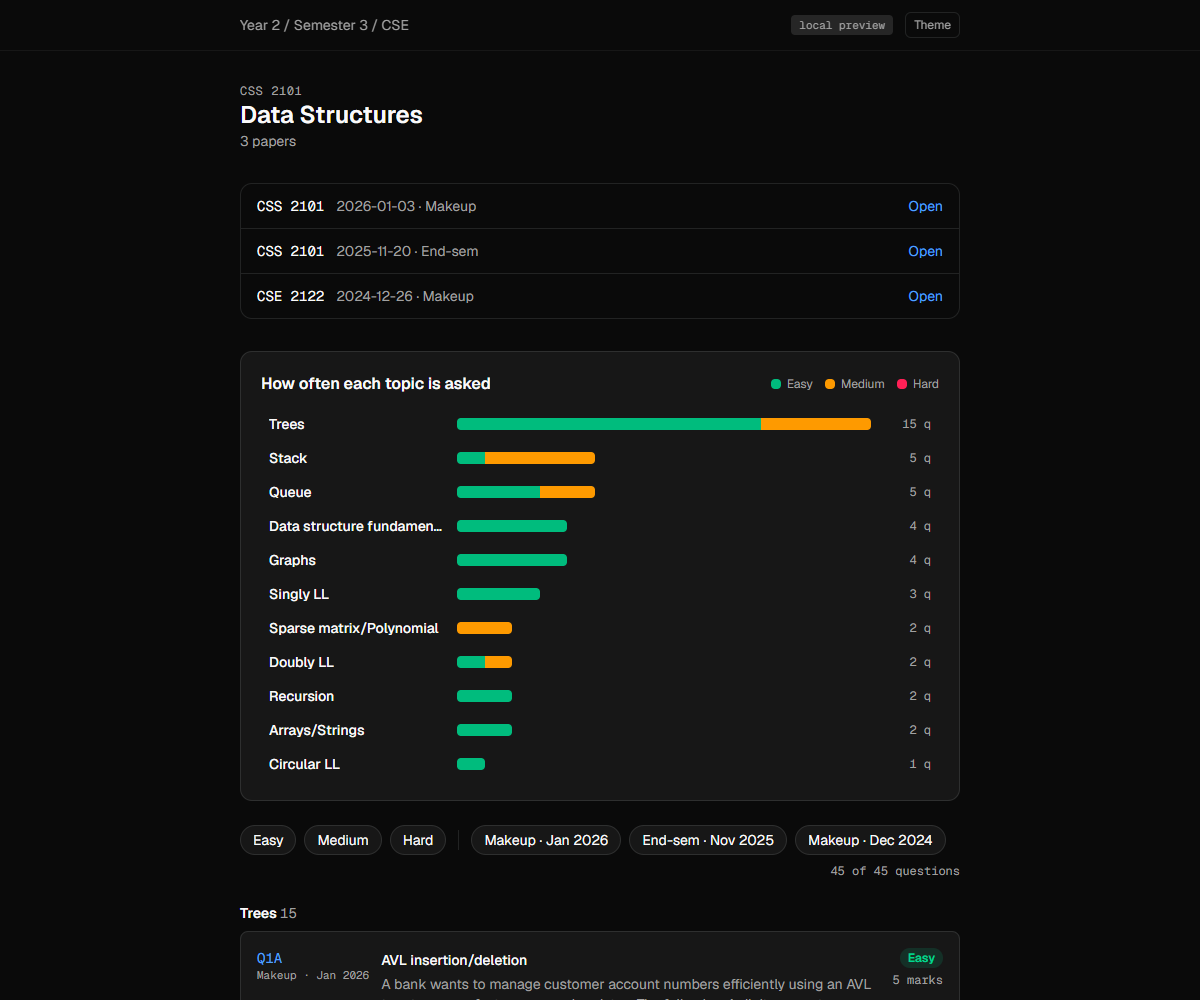 Year 2 / Semester 3 / CSE
local preview
Theme
CSS 2101
Data Structures
3 papers
CSS 2101 2026-01-03 · Makeup Open
CSS 2101 2025-11-20 · End-sem Open
CSE 2122 2024-12-26 · Makeup Open
How often each topic is asked
Easy Medium Hard
Trees 15 q
Stack 5 q
Queue 5 q
Data structure fundamen... 4 q
Graphs 4 q
Singly LL 3 q
Sparse matrix/Polynomial 2 q
Doubly LL 2 q
Recursion 2 q
Arrays/Strings 2 q
Circular LL 1 q
Easy Medium Hard Makeup · Jan 2026 End-sem · Nov 2025 Makeup · Dec 2024
45 of 45 questions
Trees 15
Q1A AVL insertion/deletion Easy
Makeup · Jan 2026 A bank wants to manage customer account numbers efficiently using an AVL 5 marks